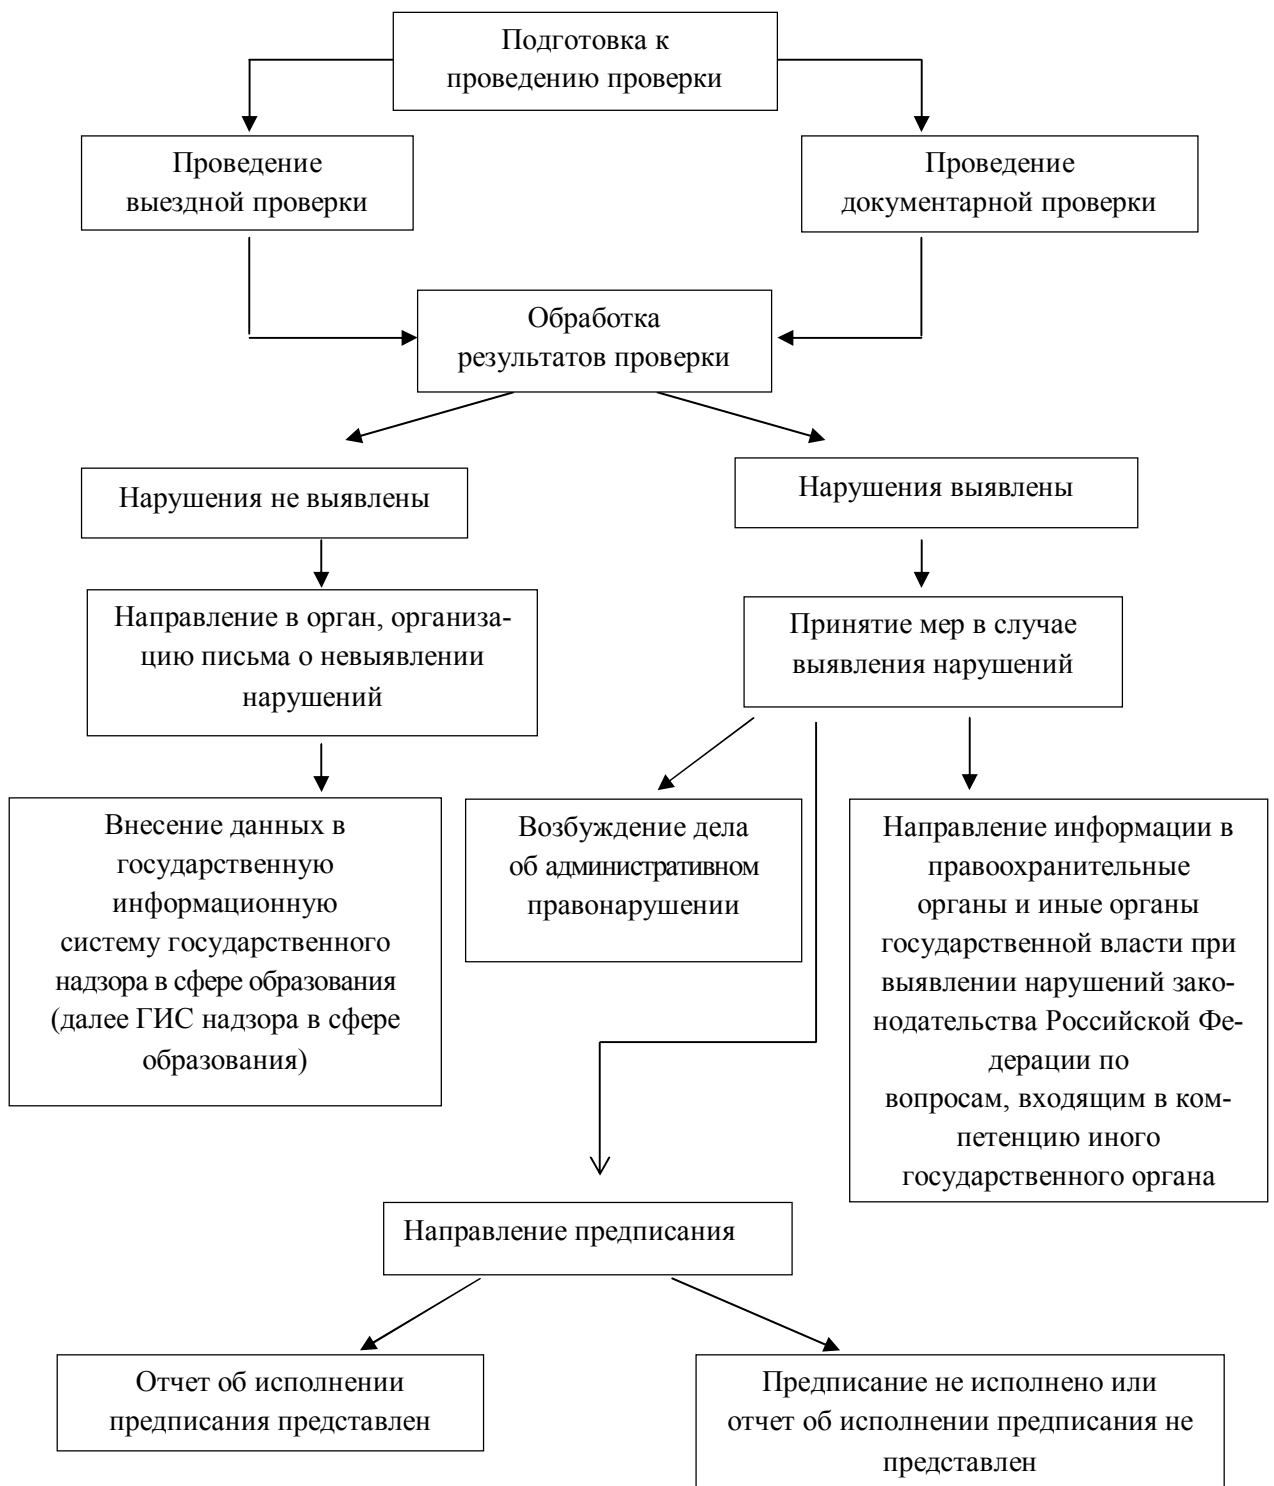 Подготовка к
проведению проверки
Проведение
выездной проверки
Проведение
документарной проверки
Обработка
результатов проверки
Нарушения не выявлены
Нарушения выявлены
Направление в орган, организа-
цию письма о невыявлении
нарушений
Принятие мер в случае
выявления нарушений
Внесение данных в
государственную
информационную
систему государственного
надзора в сфере образования
(далее ГИС надзора в сфере
образования)
Возбуждение дела
об административном
правонарушении
Направление информации в
правоохранительные
органы и иные органы
государственной власти при
выявлении нарушений зако-
нодательства Российской Фе-
дерации по
вопросам, входящим в ком-
петенцию иного
государственного органа
Направление предписания
Отчет об исполнении
предписания представлен
Предписание не исполнено или
отчет об исполнении предписания не
представлен